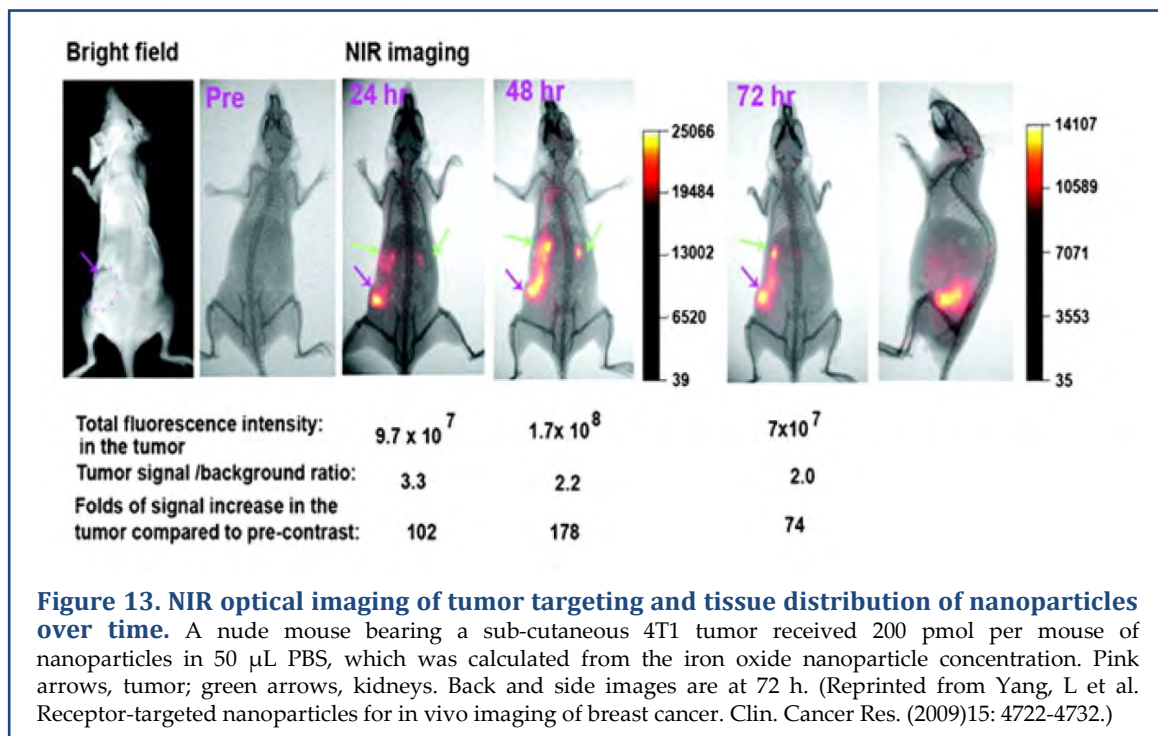 Bright field
NIR imaging
Pre
24 hr
48 hr
72 hr
25066
19484
13002
6520
39
14107
10589
7071
3553
35
Total fluorescence intensity:
in the tumor
9.7 x 10 7
1.7x 10 8
7x10 7
Tumor signal /background ratio:
3.3
2.2
2.0
Folds of signal increase in the
tumor compared to pre-contrast:
102
178
74
Figure 13. NIR optical imaging of tumor targeting and tissue distribution of nanoparticles
over time. A nude mouse bearing a sub-cutaneous 4T1 tumor received 200 pmol per mouse of
nanoparticles in 50 µL PBS, which was calculated from the iron oxide nanoparticle concentration. Pink
arrows, tumor; green arrows, kidneys. Back and side images are at 72 h. (Reprinted from Yang, L et al.
Receptor-targeted nanoparticles for in vivo imaging of breast cancer. Clin. Cancer Res. (2009)15: 4722-4732.)